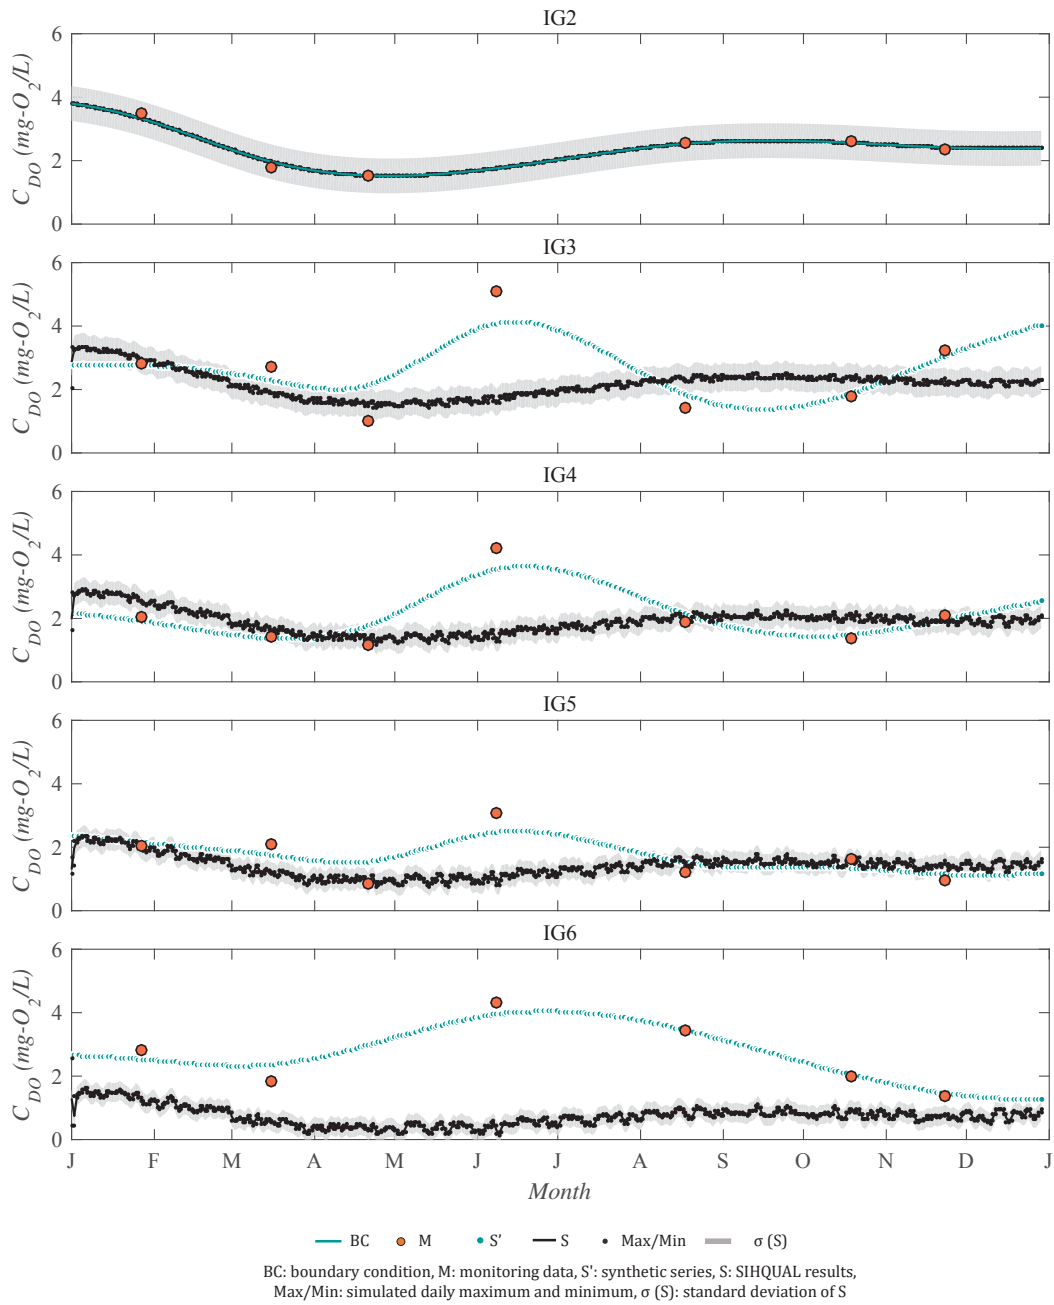 IG2
6
4
2
0
C_DO (mg-O_2/L)
IG3
6
4
2
0
C_DO (mg-O_2/L)
IG4
6
4
2
0
C_DO (mg-O_2/L)
IG5
6
4
2
0
C_DO (mg-O_2/L)
IG6
6
4
2
0
C_DO (mg-O_2/L)
J F M A M J J A S O N D J
Month
BC M S' S Max/Min σ (S)
BC: boundary condition, M: monitoring data, S': synthetic series, S: SIHQUAL results,
Max/Min: simulated daily maximum and minimum, σ (S): standard deviation of S